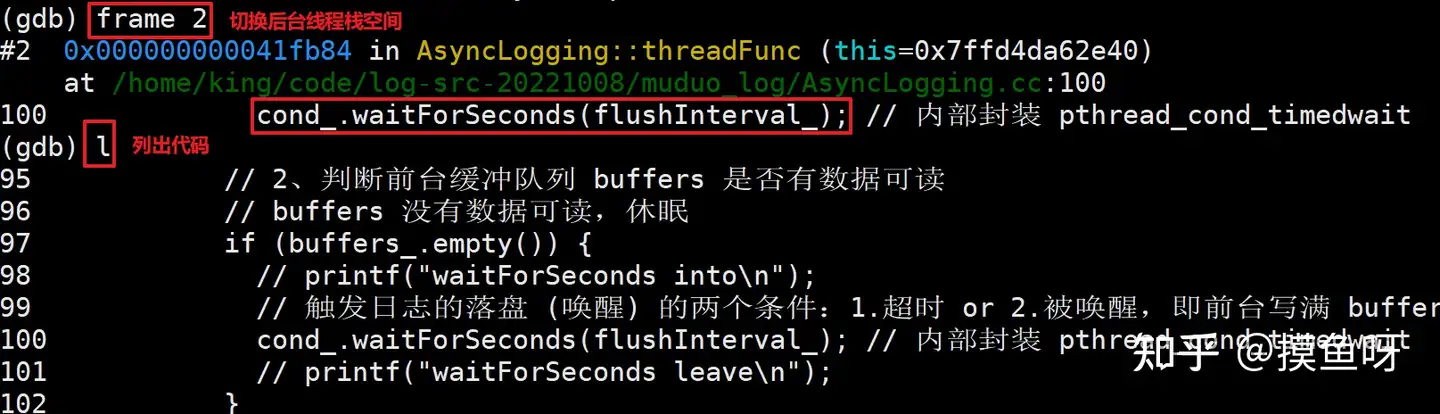 (gdb) frame 2 切换后台线程栈空间
#2 0x000000000041fb84 in AsyncLogging::threadFunc (this=0x7ffd4da62e40)
at /home/king/code/log-src-20221008/muduo_log/AsyncLogging.cc:100
100 cond_.waitForSeconds(flushInterval_); // 内部封装 pthread_cond_timedwait
(gdb) l 列出代码
95 // 2、判断前台缓冲队列 buffers 是否有数据可读
96 // buffers 没有数据可读，休眠
97 if (buffers_.empty()) {
98 // printf("waitForSeconds into\n");
99 // 触发日志的落盘 (唤醒) 的两个条件：1.超时 or 2.被唤醒，即前台写满 buffer
100 cond_.waitForSeconds(flushInterval_); // 内部封装 pthread_cond_timedwait
101 // printf("waitForSeconds leave\n");
102 }
知乎 @摸鱼呀